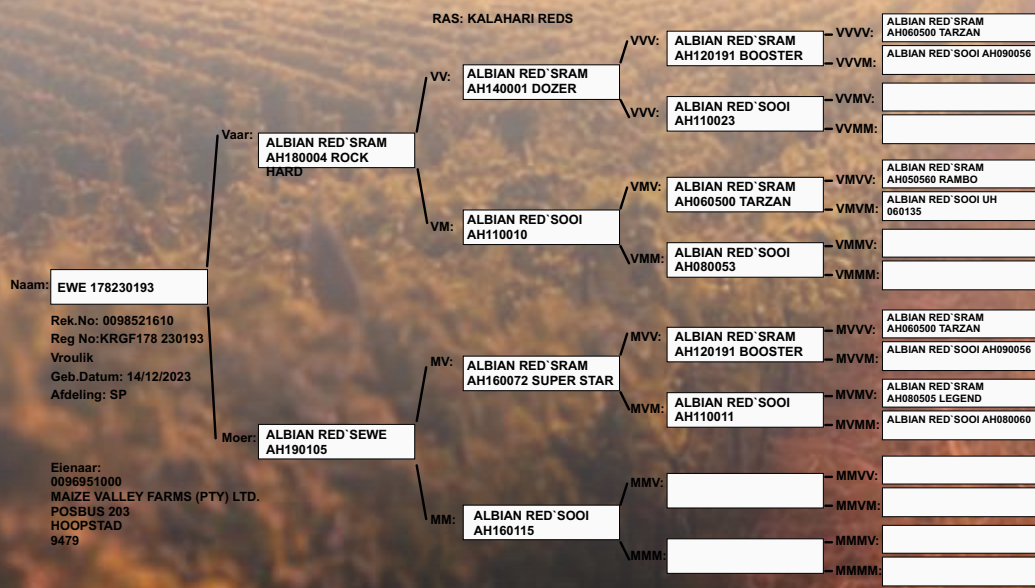 RAS: KALAHARI REDS
Naam:
EWE 178230193
Rek.No: 0098521610
Reg No:KRGF178 230193
Vroulik
Geb.Datum: 14/12/2023
Afdeling: SP
Eienaar:
0096951000
MAIZE VALLEY FARMS (PTY) LTD.
POSBUS 203
HOOPSTAD
9479
Vaar:
ALBIAN RED`SRAM
AH180004 ROCK
HARD
Moer:
ALBIAN RED`SEWE
AH190105
VV:
ALBIAN RED`SRAM
AH140001 DOZER
VM:
ALBIAN RED`SOOI
AH110010
MV:
ALBIAN RED`SRAM
AH160072 SUPER STAR
MM:
ALBIAN RED`SOOI
AH160115
VVV:
ALBIAN RED`SRAM
AH120191 BOOSTER
VVV:
ALBIAN RED`SOOI
AH110023
VMV:
ALBIAN RED`SRAM
AH060500 TARZAN
VMM:
ALBIAN RED`SOOI
AH080053
MVV:
ALBIAN RED`SRAM
AH120191 BOOSTER
MVM:
ALBIAN RED`SOOI
AH110011
MMV:
MMM:
VVVV:
ALBIAN RED`SRAM
AH060500 TARZAN
VVVM:
ALBIAN RED`SOOI AH090056
VVMV:
VVMM:
VMVV:
ALBIAN RED`SRAM
AH050560 RAMBO
VMVM:
ALBIAN RED`SOOI UH
060135
VMMV:
VMMM:
MVVV:
ALBIAN RED`SRAM
AH060500 TARZAN
MVVM:
ALBIAN RED`SOOI AH090056
MVMV:
ALBIAN RED`SRAM
AH080505 LEGEND
MVMM:
ALBIAN RED`SOOI AH080060
MMVV:
MMVM:
MMMV:
MMMM: